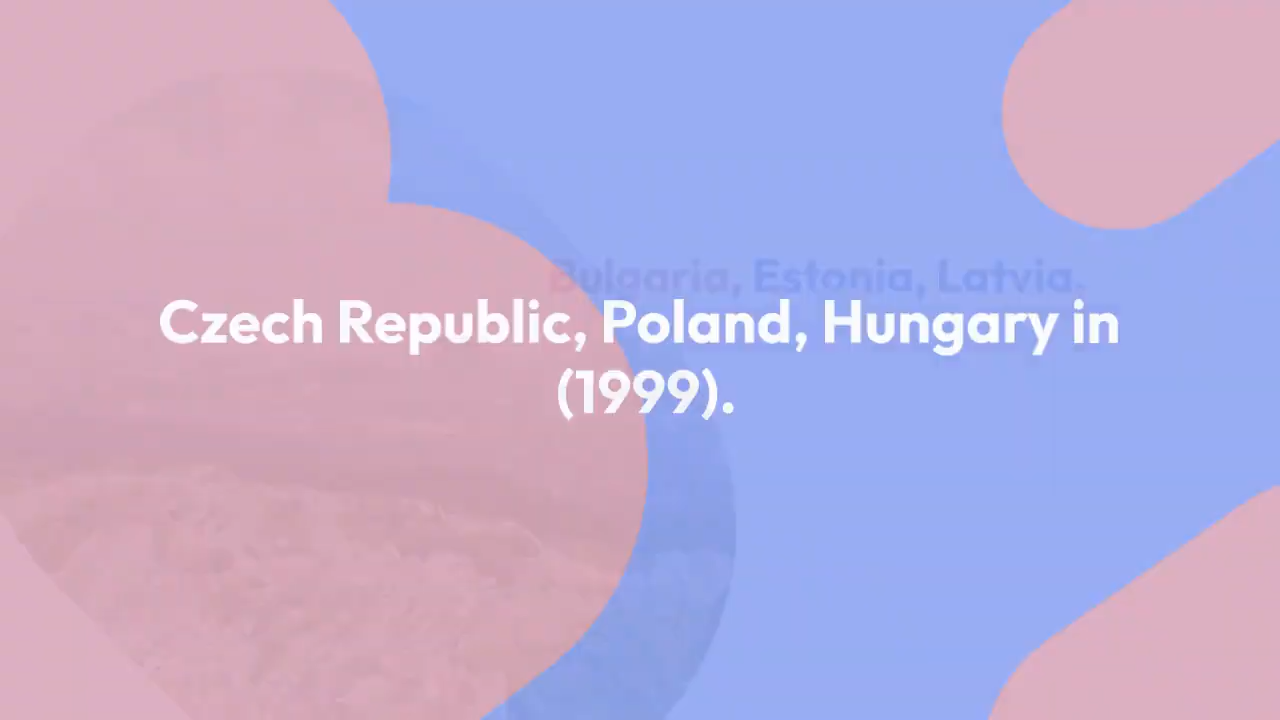 Bulgaria, Estonia, Latvia.
Czech Republic, Poland, Hungary in
(1999).